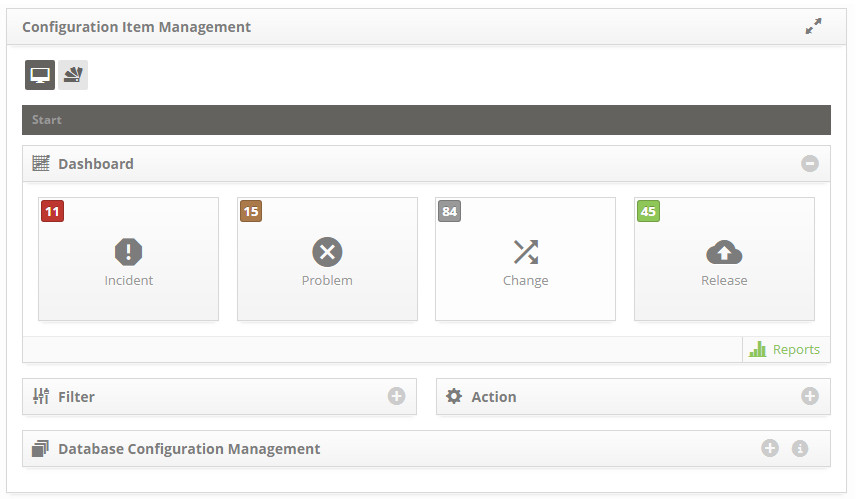 Configuration Item Management
Start
Dashboard
11
15
84
45
Incident
Problem
Change
Release
Reports
Filter
Action
Database Configuration Management